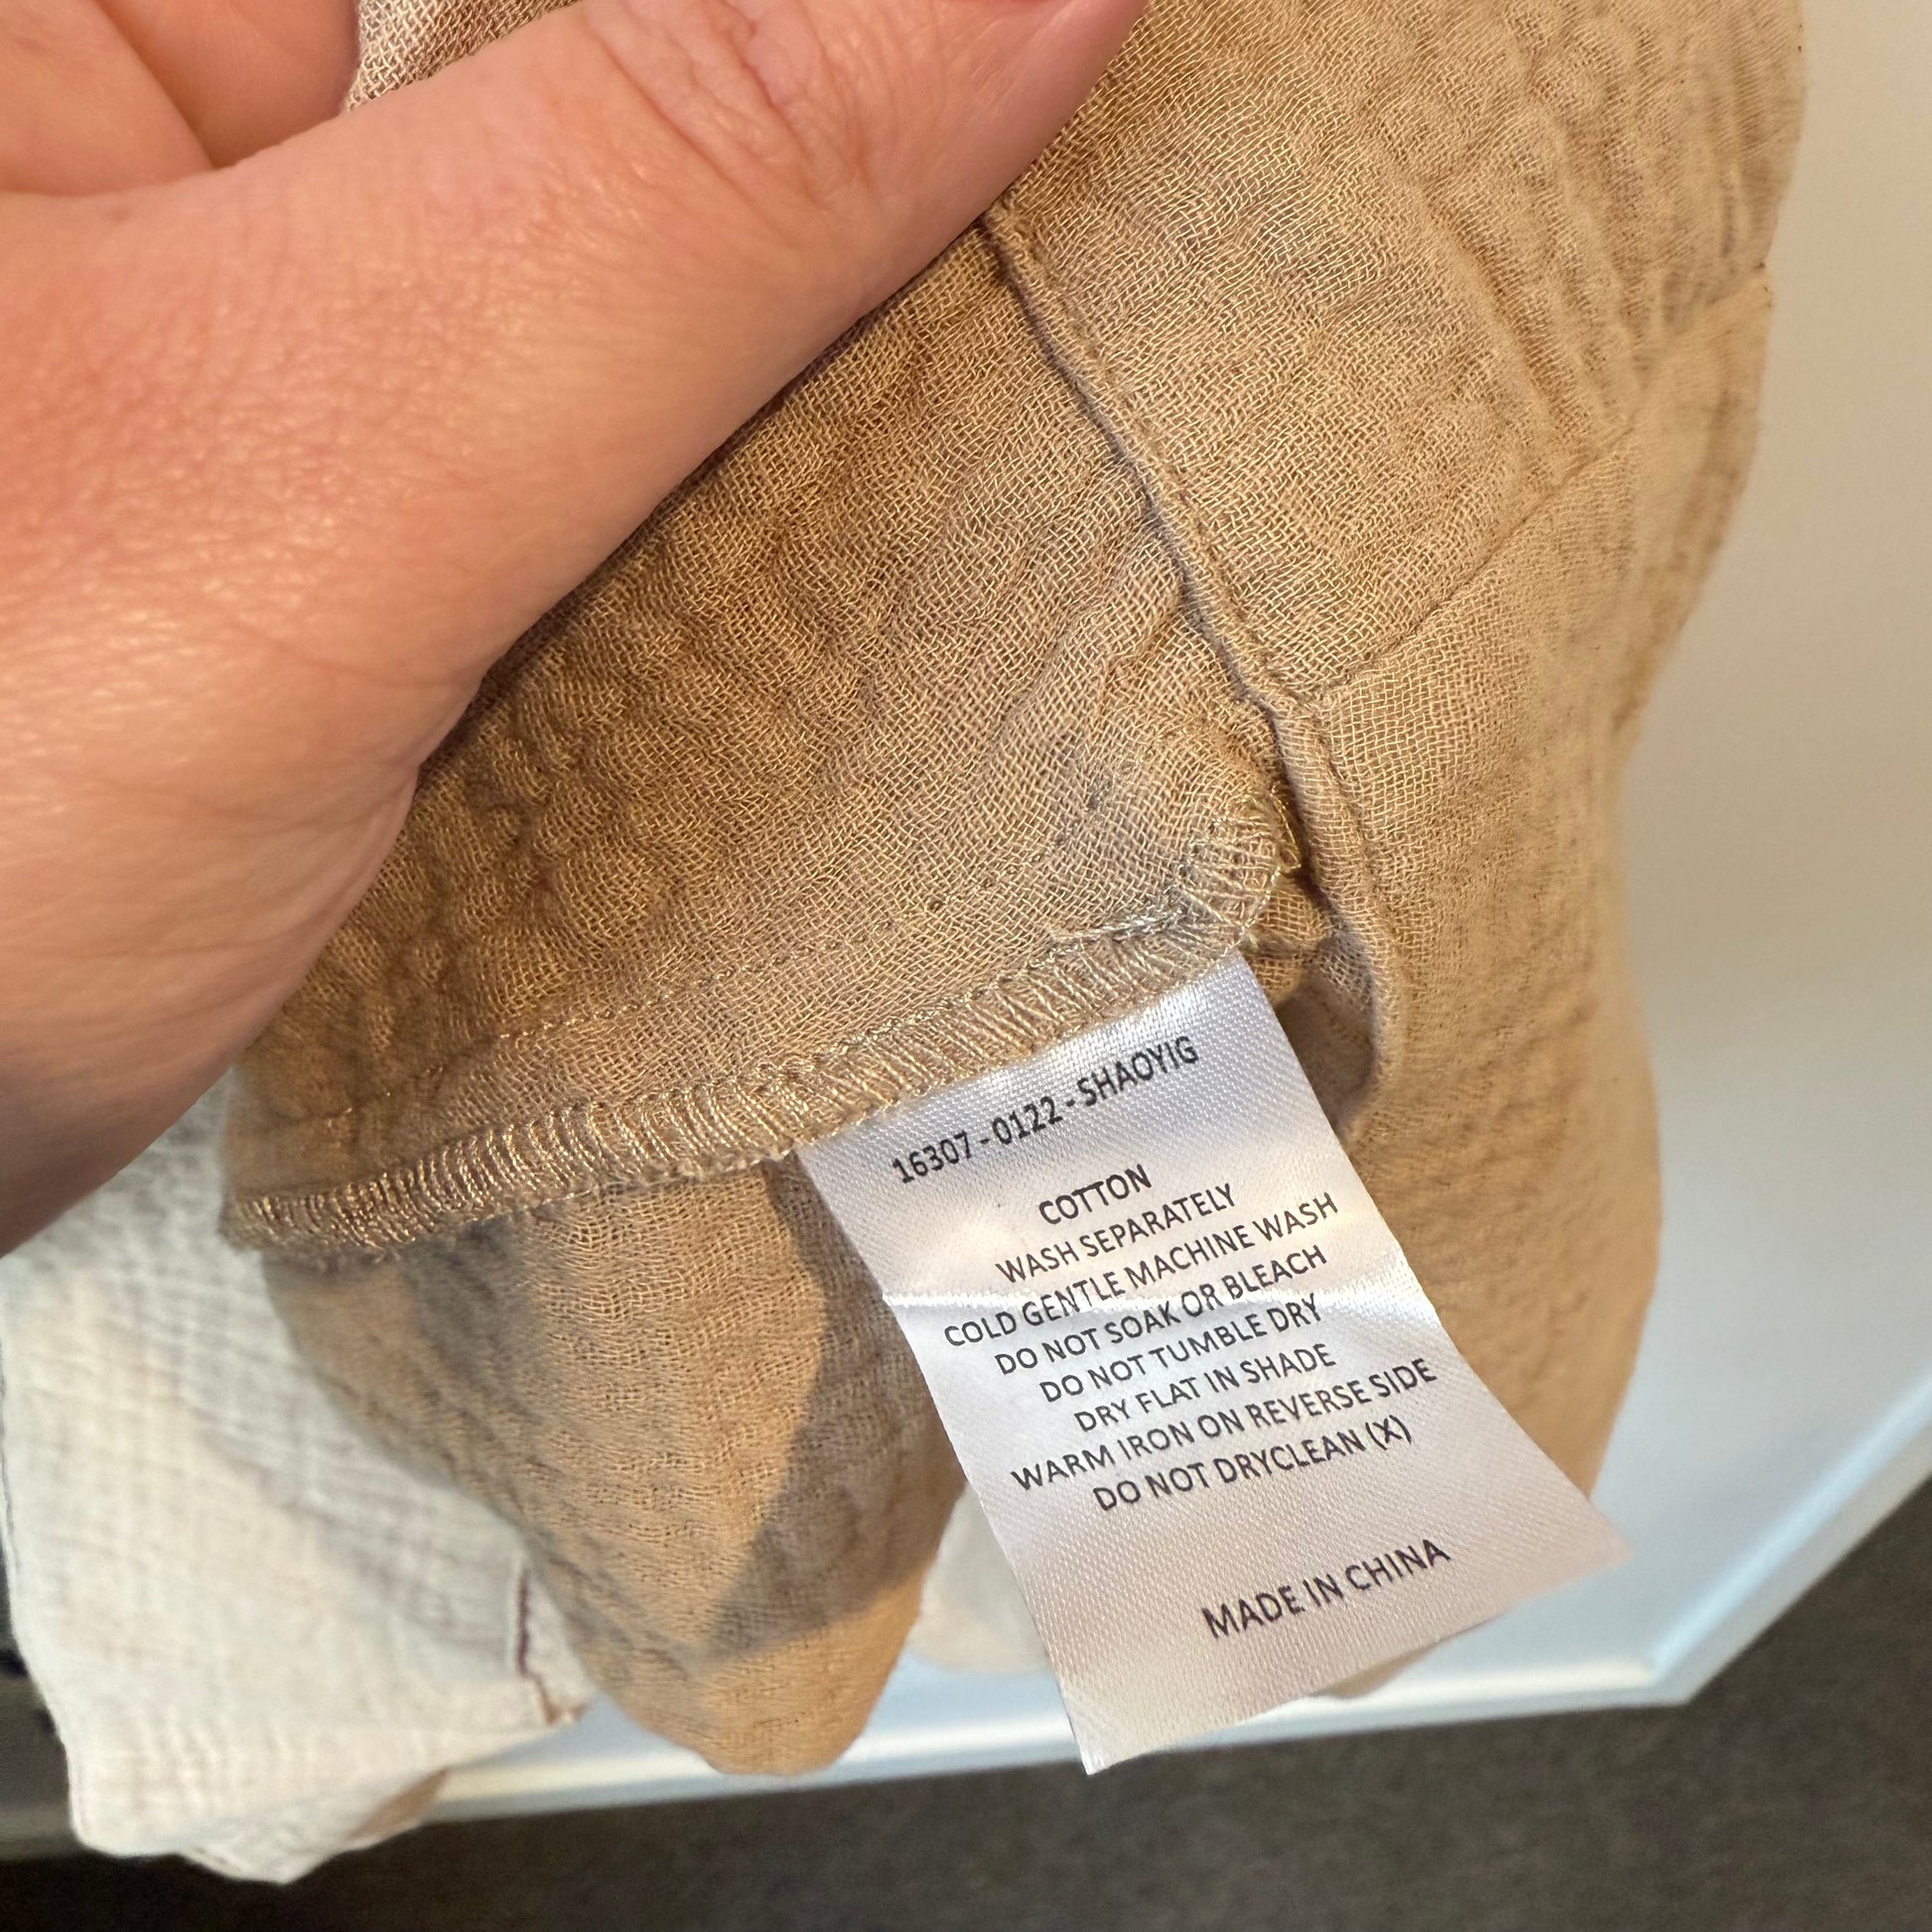 16307-0122-SHAOYIG
COTTON
WASH SEPARATELY
COLD GENTLE MACHINE WASH
DO NOT SOAK OR BLEACH
DO NOT TUMBLE DRY
DRY FLAT IN SHADE
WARM IRON ON REVERSE SIDE
DO NOT DRYCLEAN (X)
MADE IN CHINA